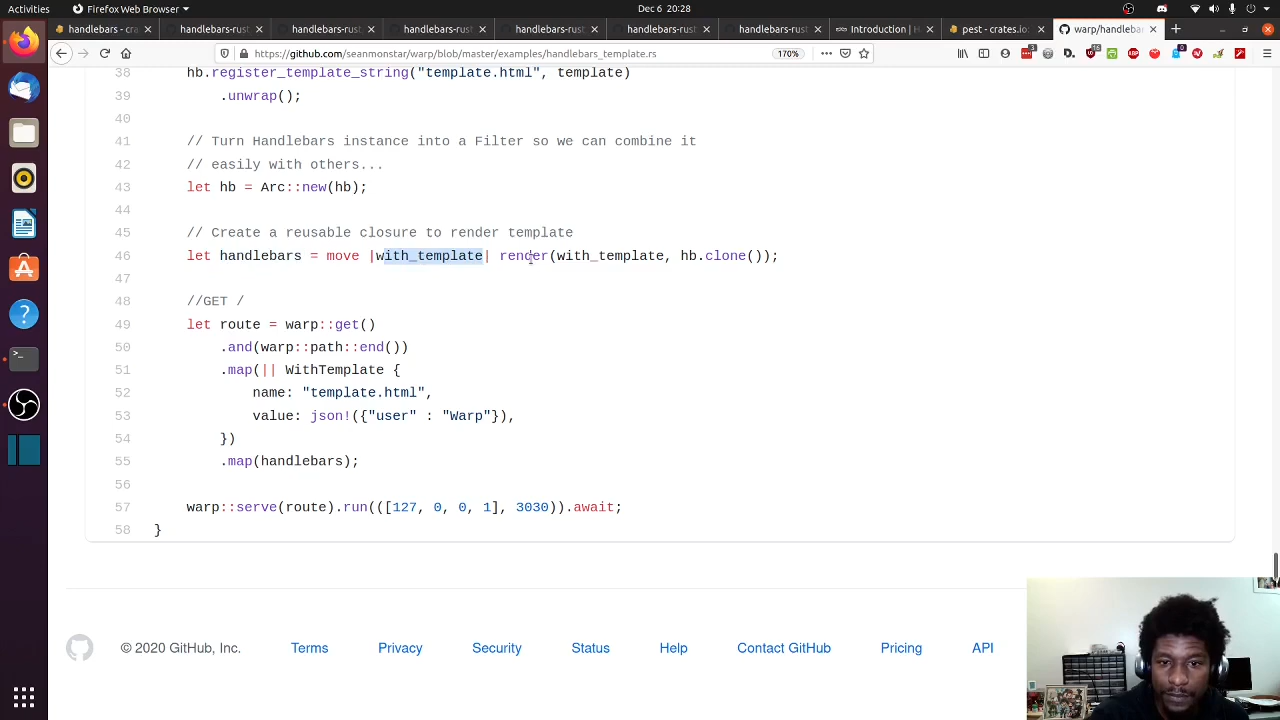 Activities
Firefox Web Browser
Dec 6 20:28
handlebars - cra
handlebars-rust
handlebars-rust
handlebars-rust
handlebars-rust
handlebars-rust
handlebars-rust
Introduction | H
pest - crates.io:
warp/handlebar
https://github.com/seanmonstar/warp/blob/master/examples/handlebars_template.rs
170%
38 hb.register_template_string("template.html", template)
39 .unwrap();
40
41 // Turn Handlebars instance into a Filter so we can combine it
42 // easily with others...
43 let hb = Arc::new(hb);
44
45 // Create a reusable closure to render template
46 let handlebars = move |with_template| render(with_template, hb.clone());
47
48 //GET /
49 let route = warp::get()
50 .and(warp::path::end())
51 .map(|| WithTemplate {
52 name: "template.html",
53 value: json!({"user" : "Warp"}),
54 })
55 .map(handlebars);
56
57 warp::serve(route).run(([127, 0, 0, 1], 3030)).await;
58 }
© 2020 GitHub, Inc.
Terms
Privacy
Security
Status
Help
Contact GitHub
Pricing
API